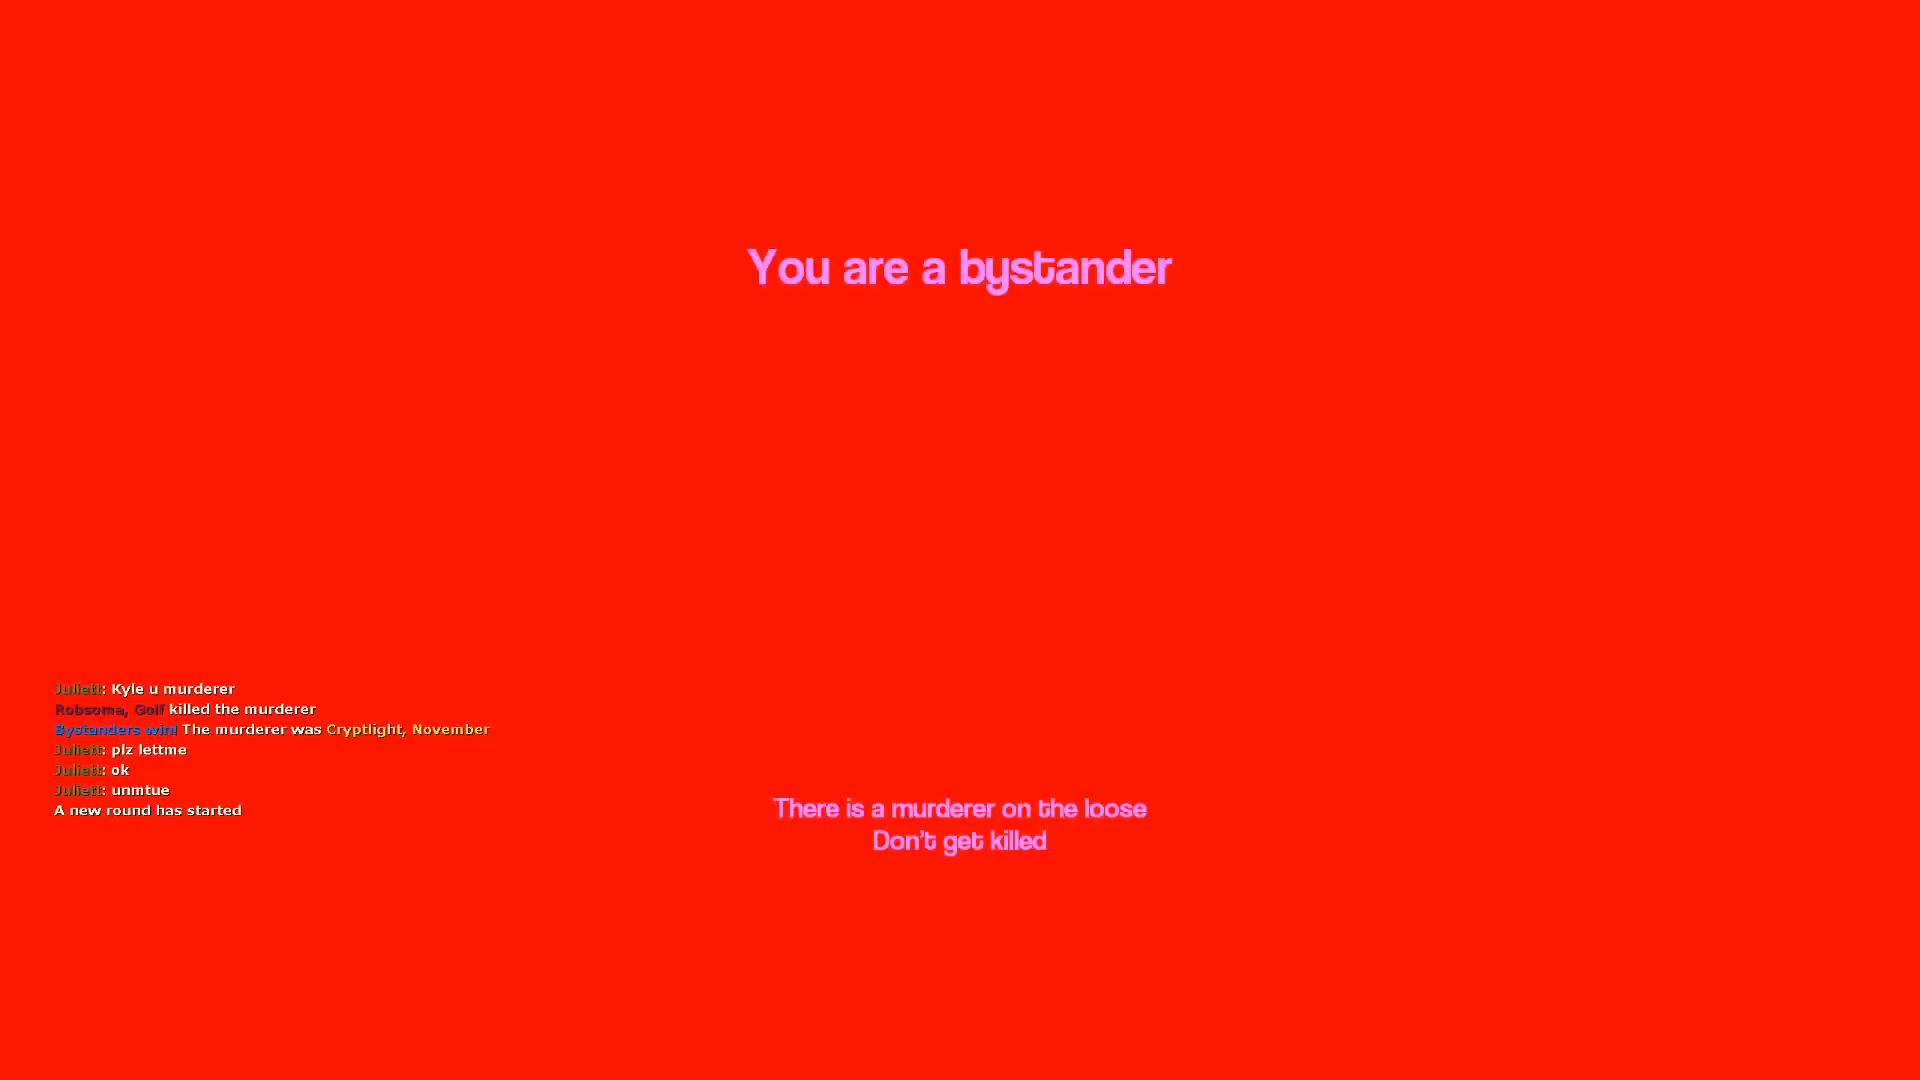 You are a bystander
Juliett: Kyle u murderer
Robsoma, Golf killed the murderer
Bystanders win! The murderer was Cryptlight, November
Juliett: plz lettme
Juliett: ok
Juliett: unmtue
A new round has started
There is a murderer on the loose
Don't get killed